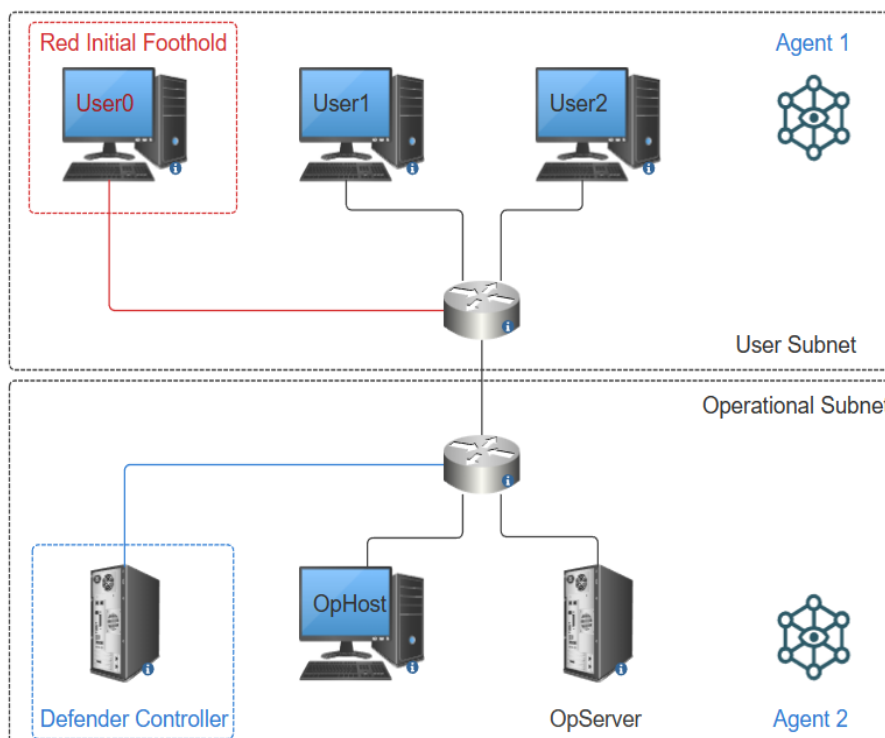 Red Initial Foothold
Agent 1
User0
User1
User2
User Subnet
Operational Subnet
OpHost
Defender Controller
OpServer
Agent 2